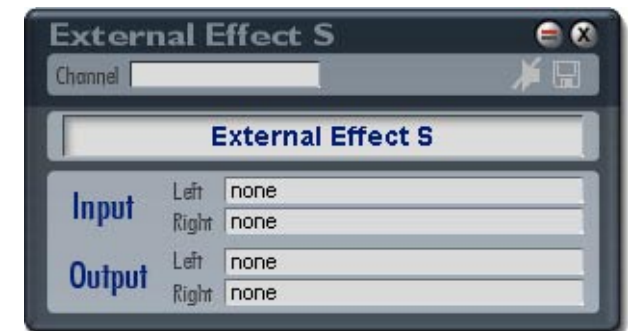 External Effect S
Channel
External Effect S
Input
Left none
Right none
Output
Left none
Right none